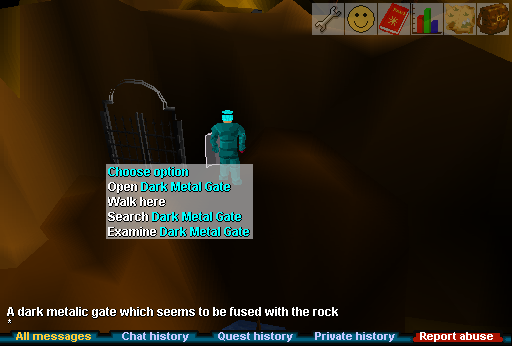 Choose option
Open Dark Metal Gate
Walk here
Search Dark Metal Gate
Examine Dark Metal Gate
A dark metalic gate which seems to be fused with the rock
*
All messages Chat history Quest history Private history Report abuse